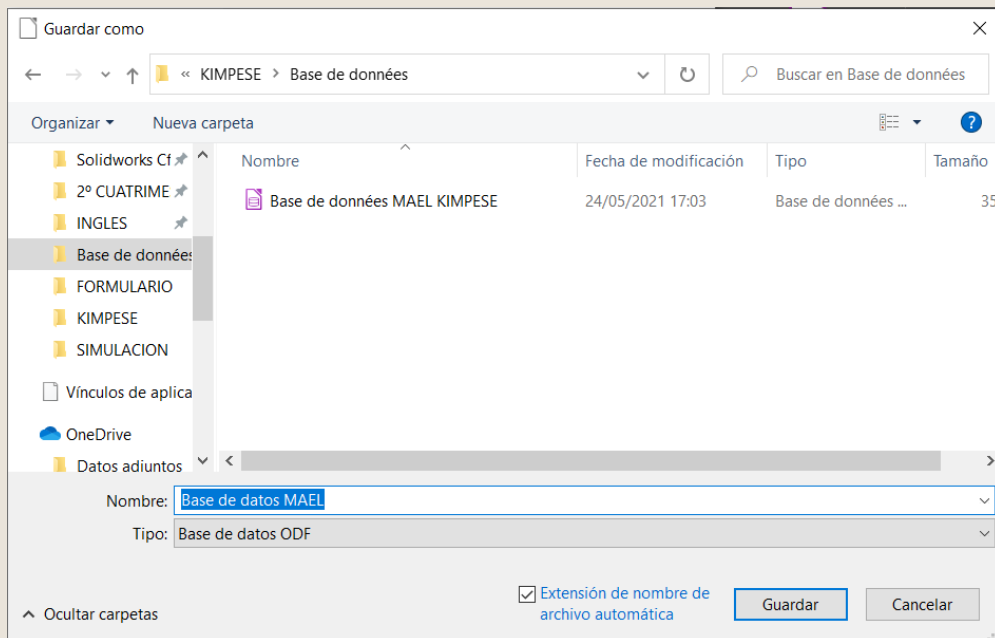 Guardar como
« KIMPESE > Base de données
Buscar en Base de données
Organizar
Nueva carpeta
?
Nombre
Fecha de modificación
Tipo
Tamaño
Solidworks Cf
2º CUATRIME
INGLES
Base de données
FORMULARIO
KIMPESE
SIMULACION
Vínculos de aplica
OneDrive
Datos adjuntos
Base de données MAEL KIMPESE
24/05/2021 17:03
Base de données ...
35
Nombre: Base de datos MAEL
Tipo: Base de datos ODF
Ocultar carpetas
Extensión de nombre de
archivo automática
Guardar
Cancelar